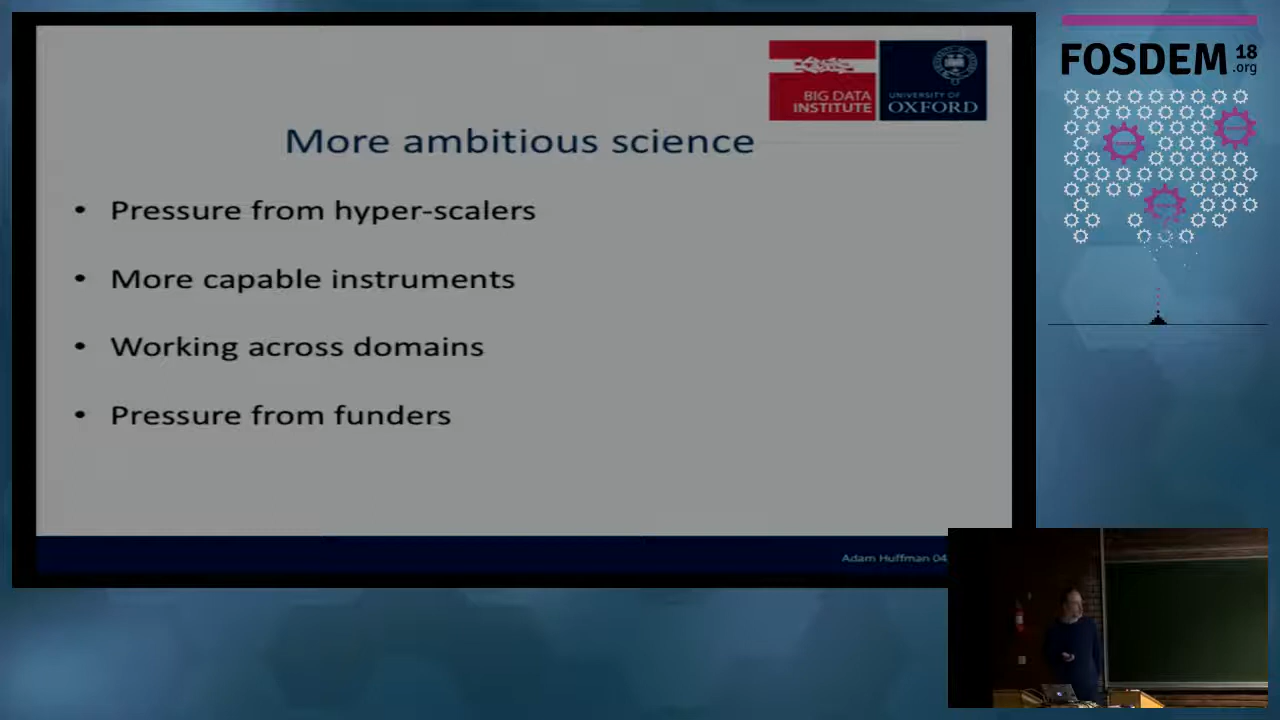 BIG DATA
INSTITUTE
UNIVERSITY OF
OXFORD
More ambitious science
• Pressure from hyper-scalers
• More capable instruments
• Working across domains
• Pressure from funders
Adam Huffman 04
FOSDEM 18
.org